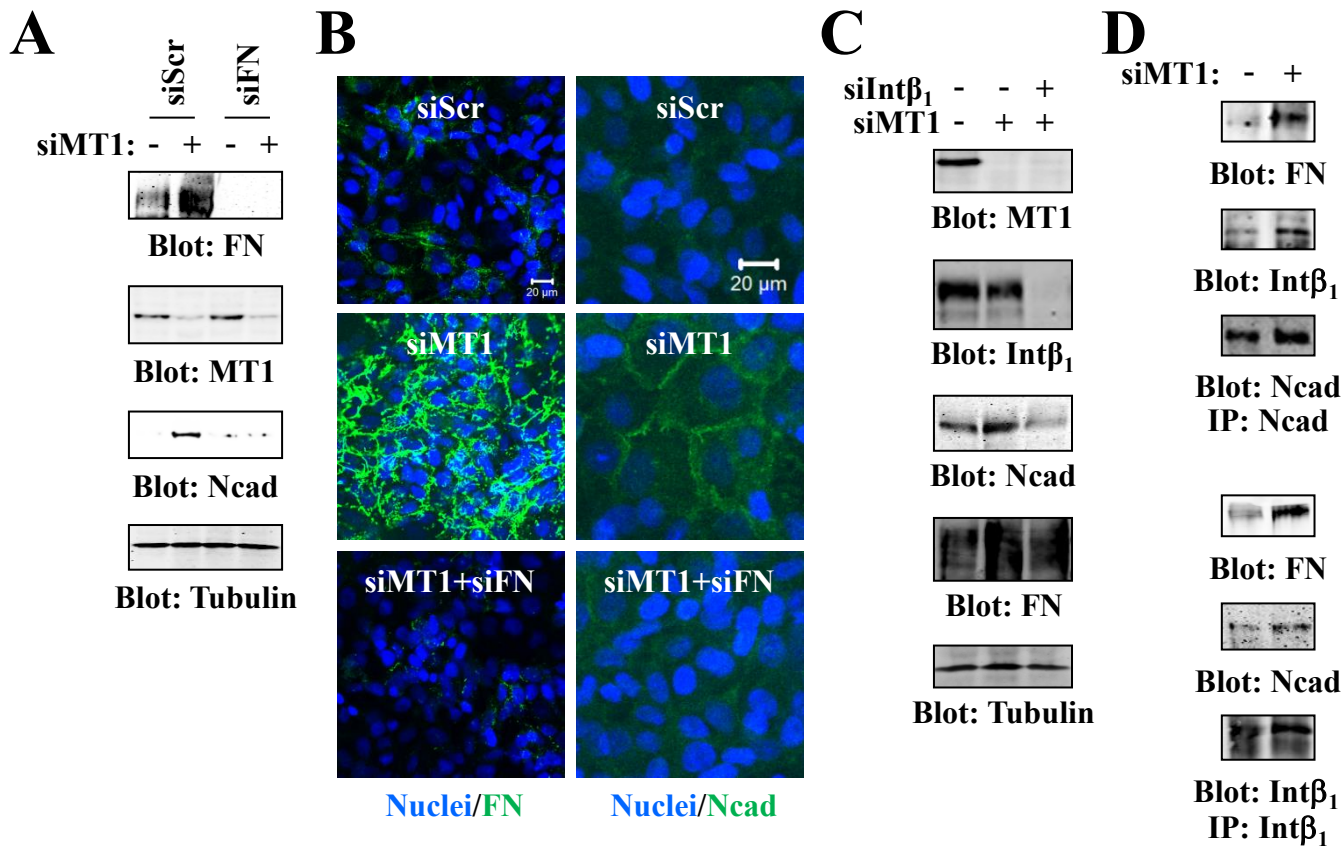 A
siScr
siFN
siMT1: - + - +
Blot: FN
Blot: MT1
Blot: Ncad
Blot: Tubulin
B
siScr
20 μm
siScr
20 μm
siMT1
siMT1
siMT1+siFN
siMT1+siFN
Nuclei/FN
Nuclei/Ncad
C
siIntβ₁ - - +
siMT1 - + +
Blot: MT1
Blot: Intβ₁
Blot: Ncad
Blot: FN
Blot: Tubulin
D
siMT1: - +
Blot: FN
Blot: Intβ₁
Blot: Ncad
IP: Ncad
Blot: FN
Blot: Ncad
Blot: Intβ₁
IP: Intβ₁